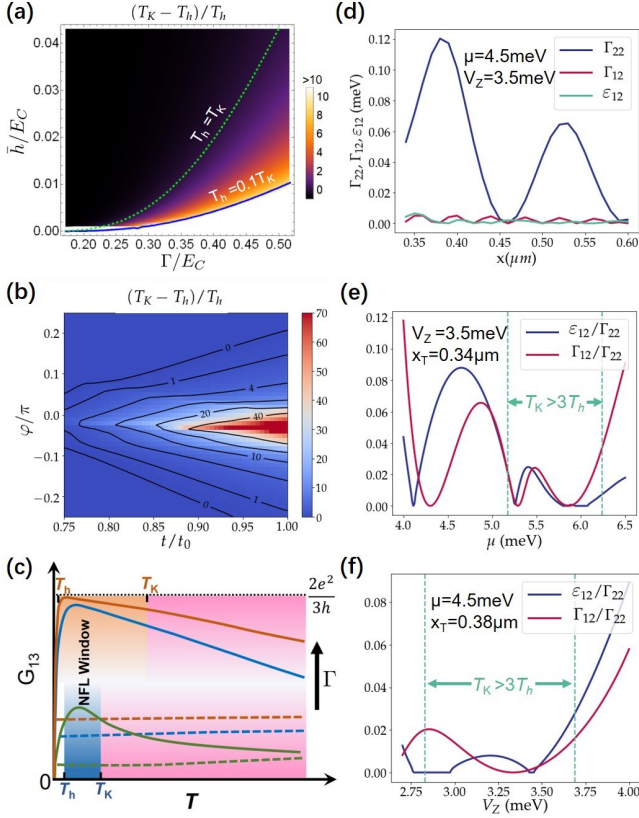 (a)
(T_K − T_h)/T_h
h̄/E_C
0.04
0.03
0.02
0.01
0.00
T_h=T_K
T_h=0.1T_K
>10
10
8
6
4
2
0
0.20 0.30 0.40 0.50
Γ/E_C
(b)
(T_K − T_h)/T_h
φ/π
0.2
0.1
0.0
−0.1
−0.2
0
1
4
20
40
10
1
0
70
60
50
40
30
20
10
0
0.75 0.80 0.85 0.90 0.95 1.00
t/t_0
(c)
T_h
T_K
2e²
3h
G_13
NFL Window
Γ
0
T_h T_K
T
(d)
Γ_22, Γ_12, ε_12 (meV)
0.12
0.10
0.08
0.06
0.04
0.02
0.00
μ=4.5meV
V_Z=3.5meV
Γ_22
Γ_12
ε_12
0.40 0.45 0.50 0.55 0.60
x(μm)
(e)
0.12
0.10
0.08
0.06
0.04
0.02
0.00
V_Z=3.5meV
x_T=0.34μm
ε_12/Γ_22
Γ_12/Γ_22
T_K>3T_h
4.0 4.5 5.0 5.5 6.0 6.5
μ (meV)
(f)
0.08
0.06
0.04
0.02
0.00
μ=4.5meV
x_T=0.38μm
ε_12/Γ_22
Γ_12/Γ_22
T_K>3T_h
2.75 3.00 3.25 3.50 3.75 4.00
V_Z (meV)